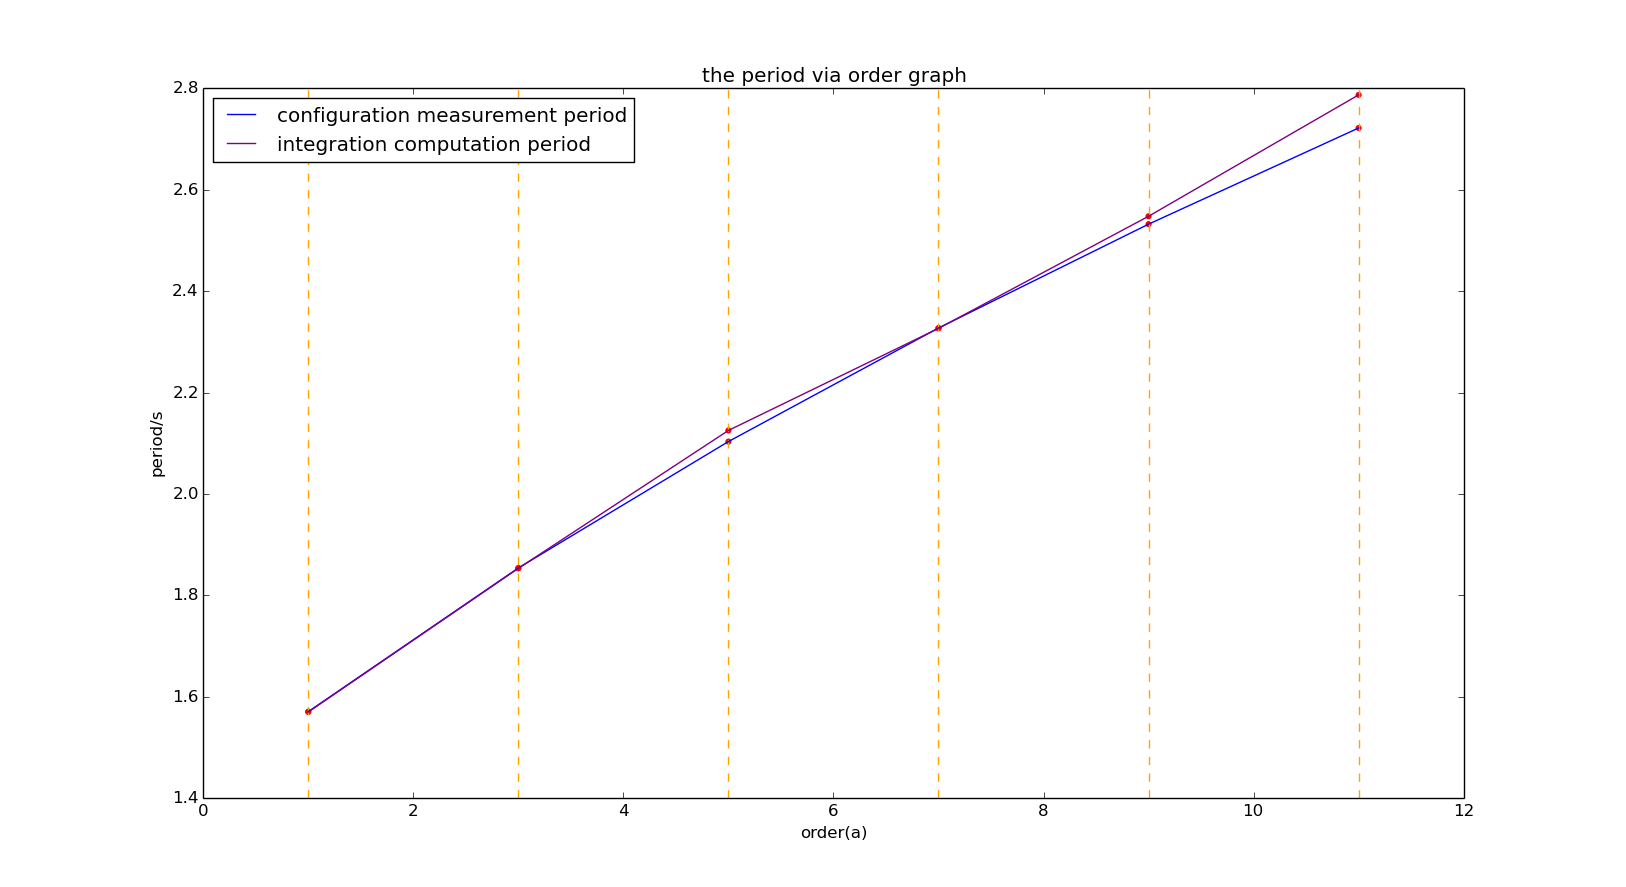 the period via order graph
configuration measurement period
integration computation period
2.8
2.6
2.4
2.2
2.0
1.8
1.6
1.4
period/s
0 2 4 6 8 10 12
order(a)